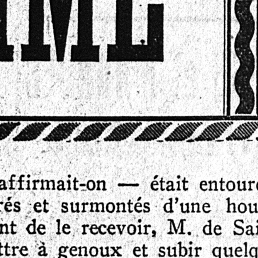 IME
affirmait-on — était entour
rés et surmontés d'une hou
nt de le recevoir, M. de Sai
ttre à genoux et subir quelq